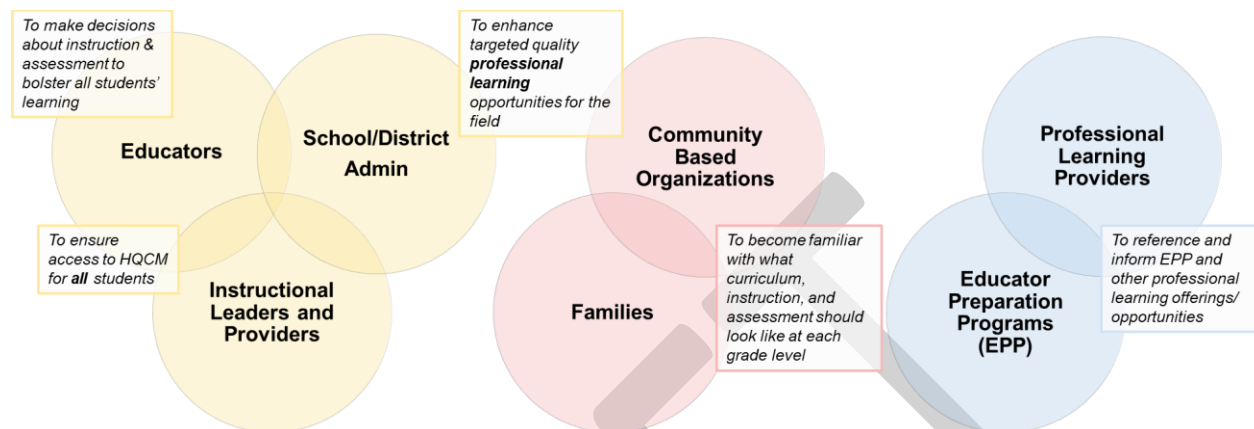 To make decisions
about instruction &
assessment to
bolster all students'
learning
Educators
School/District
Admin
To ensure
access to HQCM
for all students
Instructional
Leaders and
Providers
To enhance
targeted quality
professional
learning
opportunities for the
field
Community
Based
Organizations
Families
To become familiar
with what
curriculum,
instruction, and
assessment should
look like at each
grade level
Professional
Learning
Providers
Educator
Preparation
Programs
(EPP)
To reference and
inform EPP and
other professional
learning offerings/
opportunities